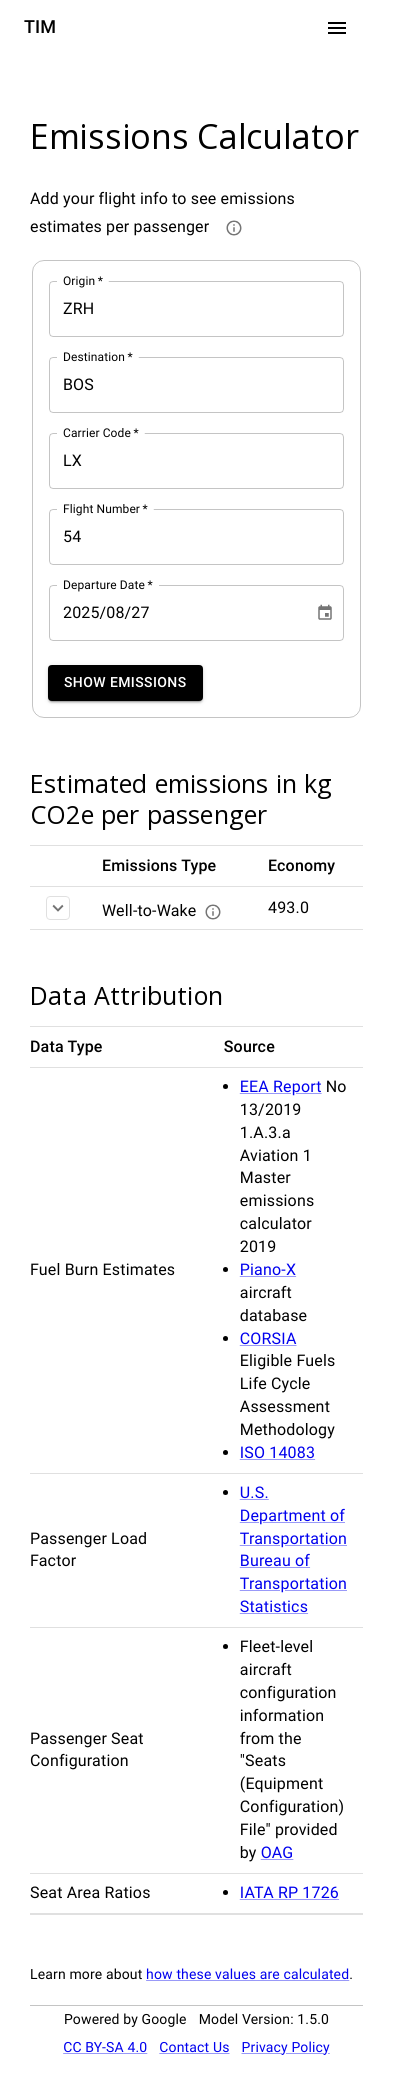 TIM
Emissions Calculator
Add your flight info to see emissions
estimates per passenger
Origin *
ZRH
Destination *
BOS
Carrier Code *
LX
Flight Number *
54
Departure Date *
2025/08/27
SHOW EMISSIONS
Estimated emissions in kg
CO2e per passenger
Emissions Type Economy
Well-to-Wake 493.0
Data Attribution
Data Type Source
Fuel Burn Estimates
EEA Report No
13/2019
1.A.3.a
Aviation 1
Master
emissions
calculator
2019
Piano-X
aircraft
database
CORSIA
Eligible Fuels
Life Cycle
Assessment
Methodology
ISO 14083
Passenger Load
Factor
U.S.
Department of
Transportation
Bureau of
Transportation
Statistics
Passenger Seat
Configuration
Fleet-level
aircraft
configuration
information
from the
"Seats
(Equipment
Configuration)
File" provided
by OAG
Seat Area Ratios
IATA RP 1726
Learn more about how these values are calculated.
Powered by Google Model Version: 1.5.0
CC BY-SA 4.0 Contact Us Privacy Policy